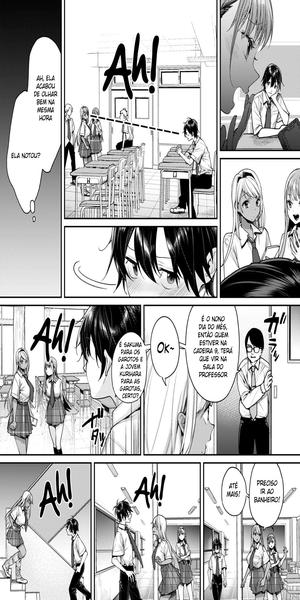 Ah!
AH, ELA
ACABOU
DE OLHAR
BEM NA
MESMA
HORA
ELA NOTOU?
É O NONO
DIA DO MÊS,
ENTÃO QUEM
ESTIVER NA
CADEIRA 9, TERÁ
QUE VIR NA
SALA DO
PROFESSOR
OK~
É SAKUMA
PARA OS
GAROTOS E
A JOVEM
KURIHARA
PARA AS
GAROTAS,
CERTO?
Ah!
PRECISO
IR AO
BANHEIRO!
ATÉ
MAIS!
Ah!